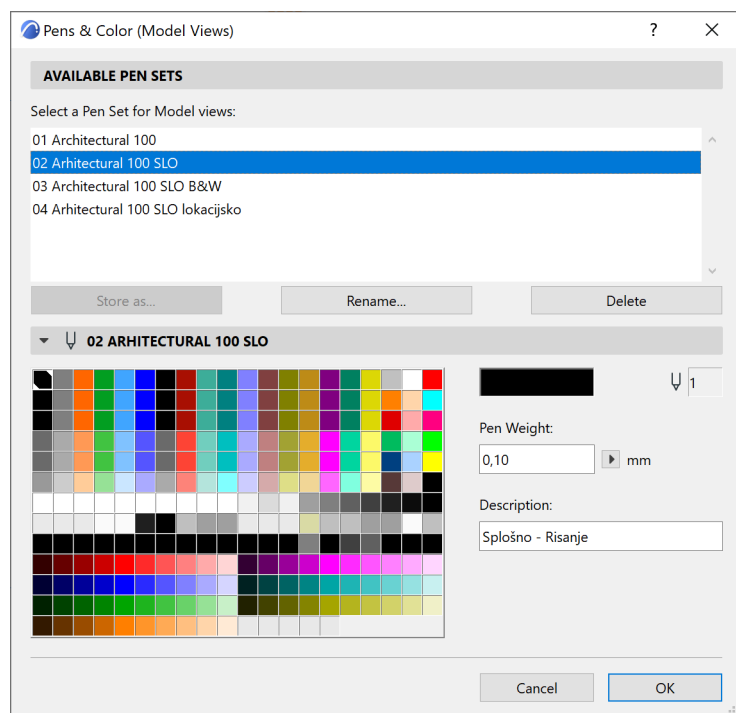 Pens & Color (Model Views)
?
AVAILABLE PEN SETS
Select a Pen Set for Model views:
01 Architectural 100
02 Arhitectural 100 SLO
03 Architectural 100 SLO B&W
04 Arhitectural 100 SLO lokacijsko
Store as...
Rename...
Delete
02 ARHITECTURAL 100 SLO
1
Pen Weight:
0,10
mm
Description:
Splošno - Risanje
Cancel
OK